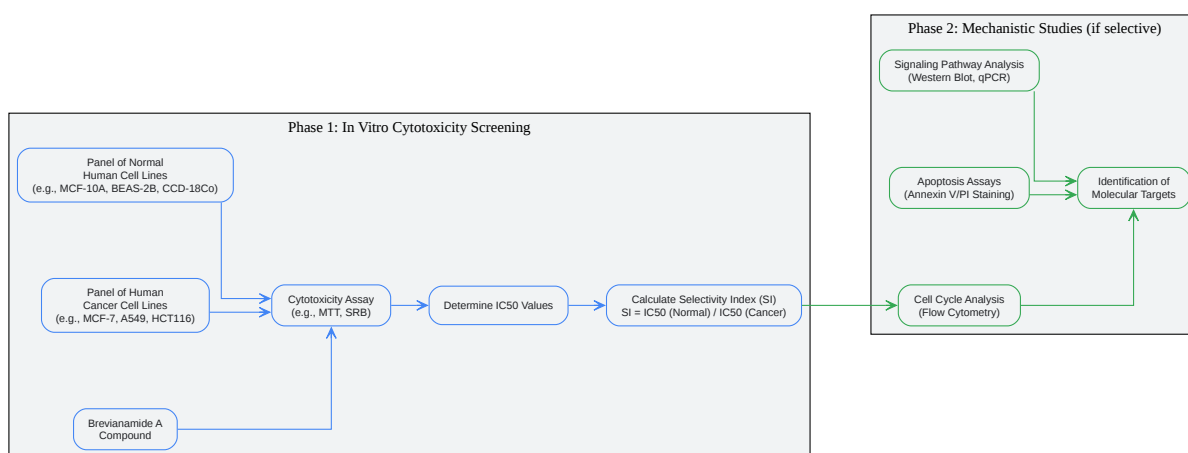 Phase 1: In Vitro Cytotoxicity Screening
Panel of Normal
Human Cell Lines
(e.g., MCF-10A, BEAS-2B, CCD-18Co)
Panel of Human
Cancer Cell Lines
(e.g., MCF-7, A549, HCT116)
Brevianamide A
Compound
Cytotoxicity Assay
(e.g., MTT, SRB)
Determine IC50 Values
Calculate Selectivity Index (SI)
SI = IC50 (Normal) / IC50 (Cancer)
Phase 2: Mechanistic Studies (if selective)
Signaling Pathway Analysis
(Western Blot, qPCR)
Apoptosis Assays
(Annexin V/PI Staining)
Cell Cycle Analysis
(Flow Cytometry)
Identification of
Molecular Targets